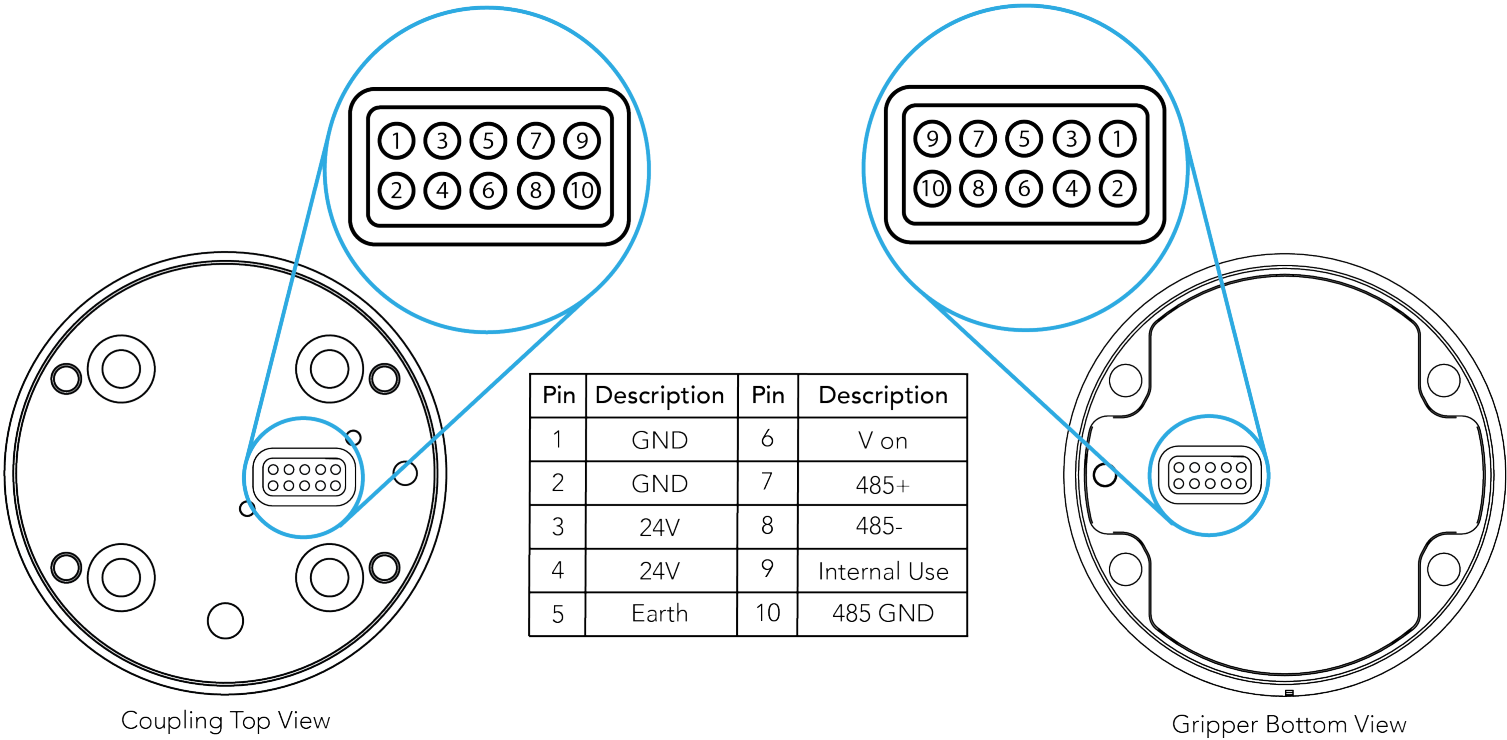 1 3 5 7 9
2 4 6 8 10
9 7 5 3 1
10 8 6 4 2
Pin Description Pin Description
1 GND 6 V on
2 GND 7 485+
3 24V 8 485-
4 24V 9 Internal Use
5 Earth 10 485 GND
Coupling Top View
Gripper Bottom View